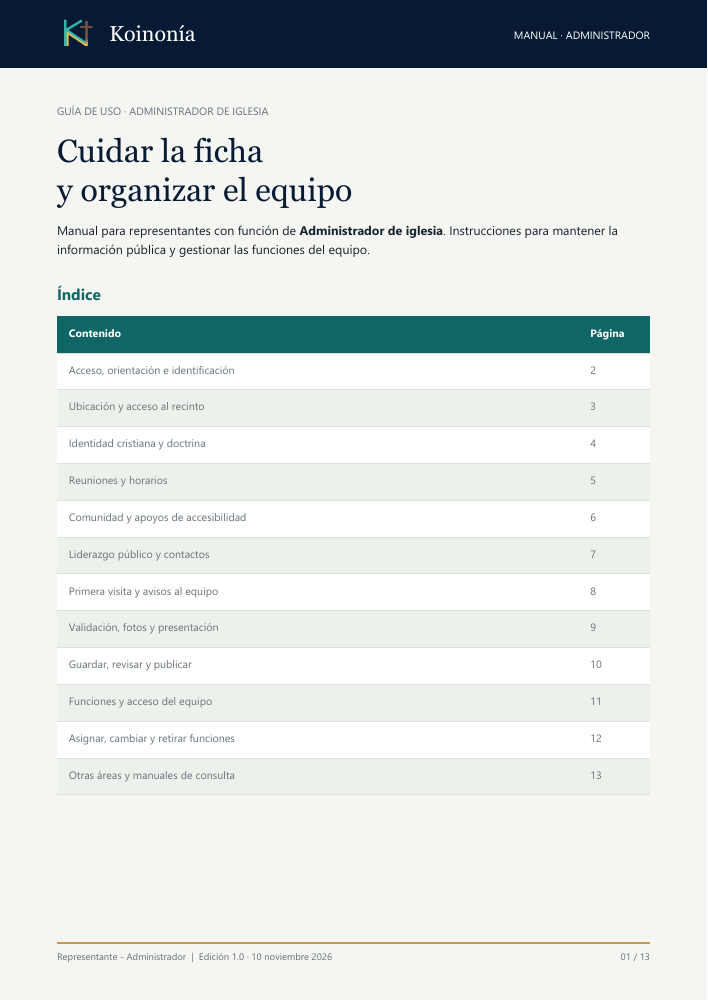 Koinonía
MANUAL · ADMINISTRADOR
GUÍA DE USO · ADMINISTRADOR DE IGLESIA
Cuidar la ficha
y organizar el equipo
Manual para representantes con función de Administrador de iglesia. Instrucciones para mantener la
información pública y gestionar las funciones del equipo.
Índice
Contenido Página
Acceso, orientación e identificación 2
Ubicación y acceso al recinto 3
Identidad cristiana y doctrina 4
Reuniones y horarios 5
Comunidad y apoyos de accesibilidad 6
Liderazgo público y contactos 7
Primera visita y avisos al equipo 8
Validación, fotos y presentación 9
Guardar, revisar y publicar 10
Funciones y acceso del equipo 11
Asignar, cambiar y retirar funciones 12
Otras áreas y manuales de consulta 13
Representante - Administrador | Edición 1.0 · 10 noviembre 2026
01 / 13